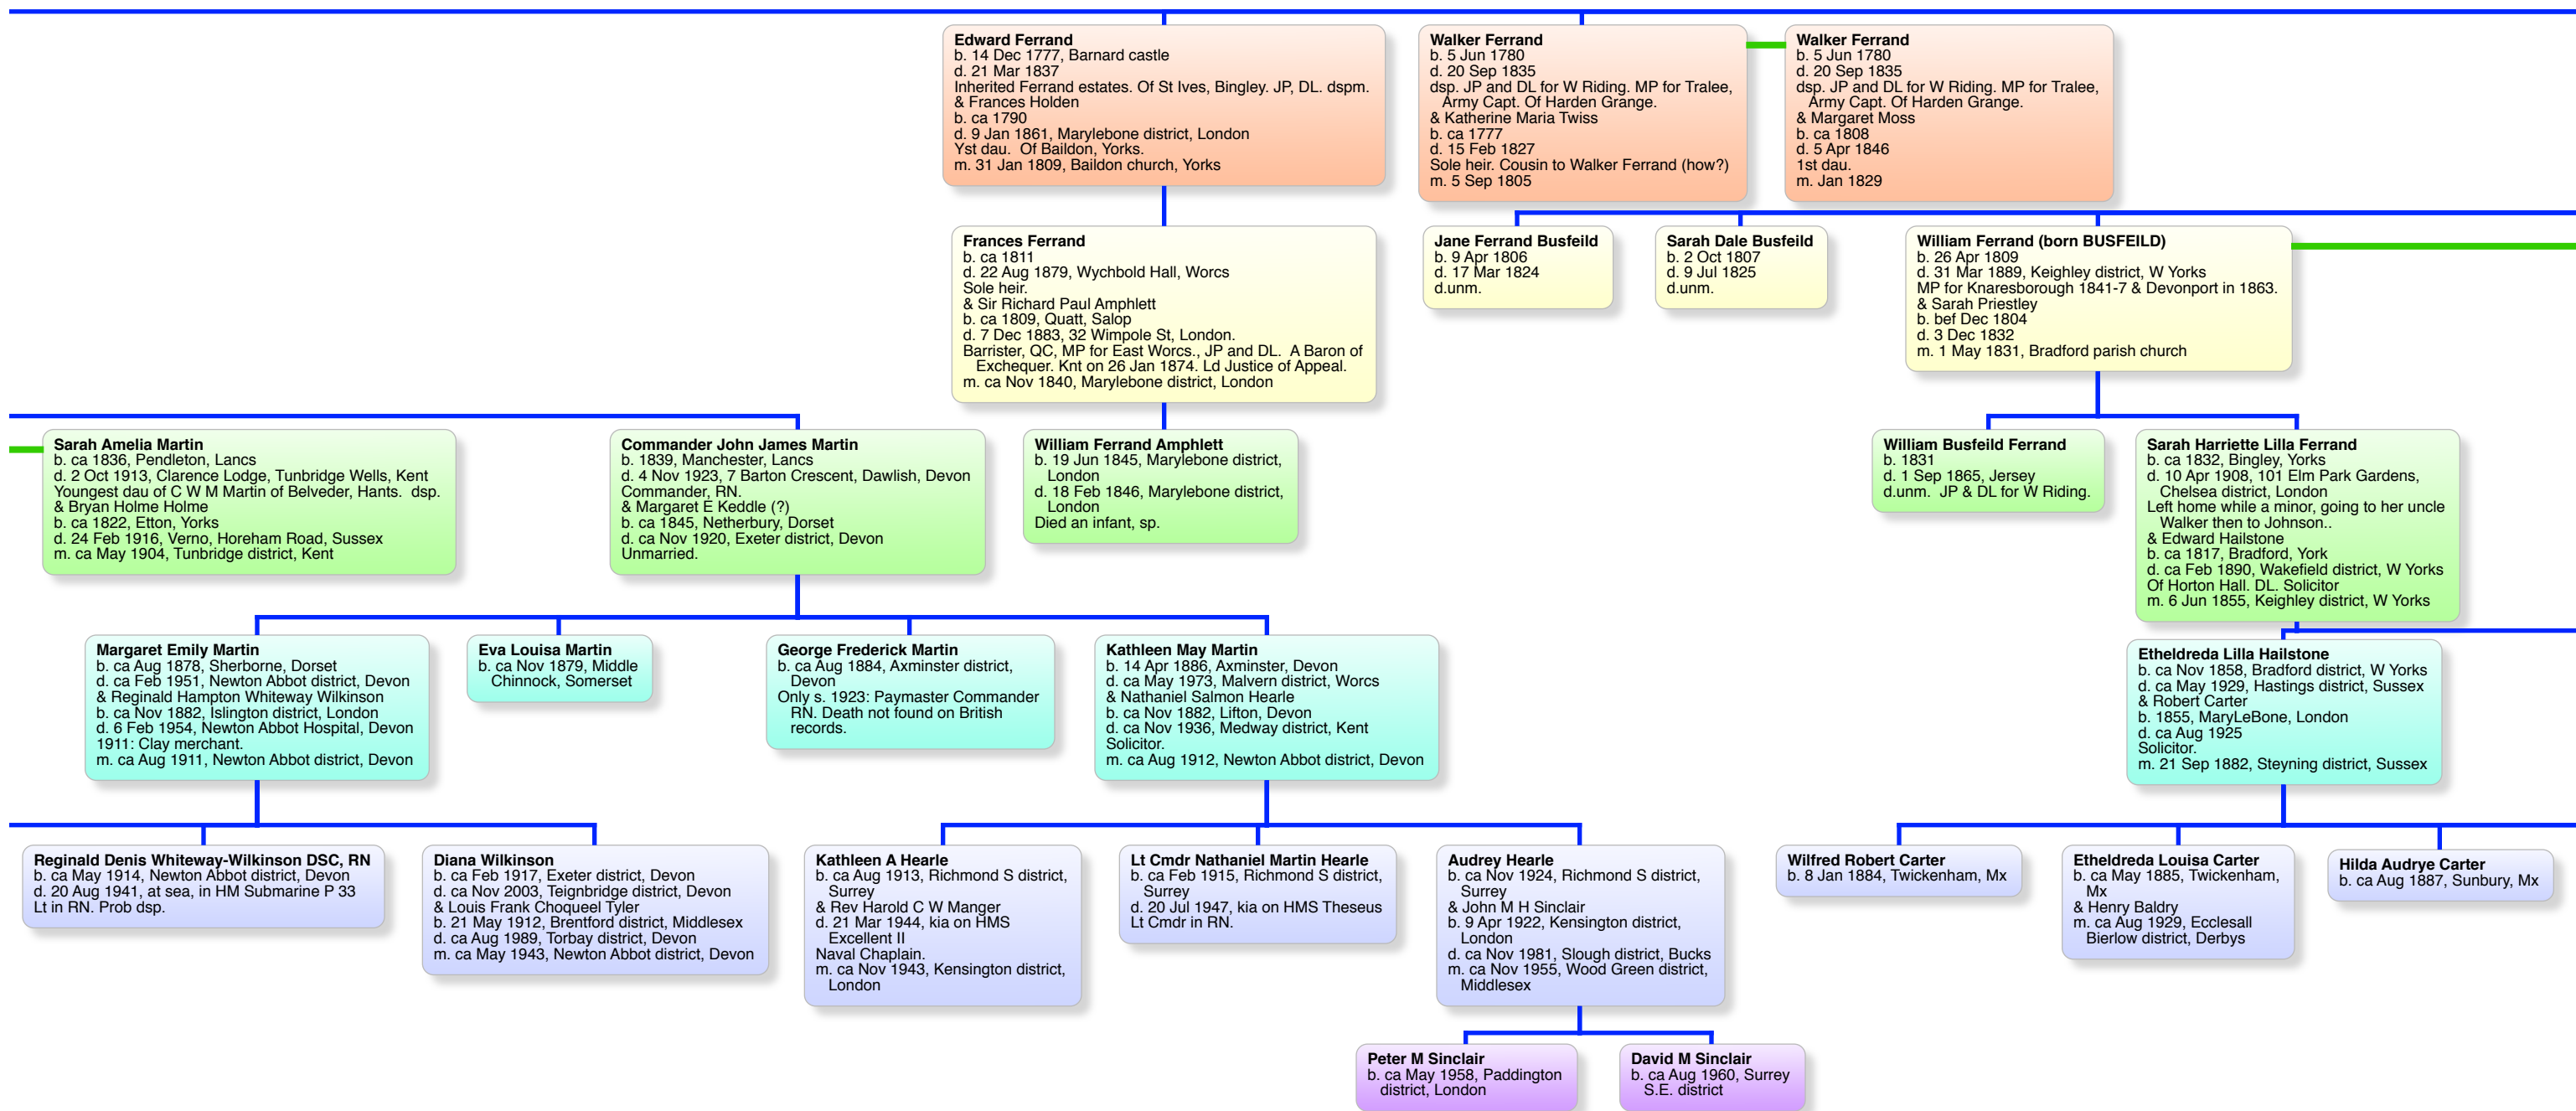 Edward Ferrand
b. 14 Dec 1777, Barnard castle
d. 21 Mar 1837
Inherited Ferrand estates. Of St Ives, Bingley. JP, DL. dspm.
& Frances Holden
b. ca 1790
d. 9 Jan 1861, Marylebone district, London
Yst dau. Of Baildon, Yorks.
m. 31 Jan 1809, Baildon church, Yorks
Walker Ferrand
b. 5 Jun 1780
d. 20 Sep 1835
dsp. JP and DL for W Riding. MP for Tralee,
Army Capt. Of Harden Grange.
& Katherine Maria Twiss
b. ca 1777
d. 15 Feb 1827
Sole heir. Cousin to Walker Ferrand (how?)
m. 5 Sep 1805
Walker Ferrand
b. 5 Jun 1780
d. 20 Sep 1835
dsp. JP and DL for W Riding. MP for Tralee,
Army Capt. Of Harden Grange.
& Margaret Moss
b. ca 1808
d. 5 Apr 1846
1st dau.
m. Jan 1829
Frances Ferrand
b. ca 1811
d. 22 Aug 1879, Wychbold Hall, Worcs
Sole heir.
& Sir Richard Paul Amphlett
b. ca 1809, Quatt, Salop
d. 7 Dec 1883, 32 Wimpole St, London.
Barrister, QC, MP for East Worcs., JP and DL.  A Baron of
Exchequer. Knt on 26 Jan 1874. Ld Justice of Appeal.
m. ca Nov 1840, Marylebone district, London
Jane Ferrand Busfeild
b. 9 Apr 1806
d. 17 Mar 1824
d.unm.
Sarah Dale Busfeild
b. 2 Oct 1807
d. 9 Jul 1825
d.unm.
William Ferrand (born BUSFEILD)
b. 26 Apr 1809
d. 31 Mar 1889, Keighley district, W Yorks
MP for Knaresborough 1841-7 & Devonport in 1863.
& Sarah Priestley
b. bef Dec 1804
d. 3 Dec 1832
m. 1 May 1831, Bradford parish church
Sarah Amelia Martin
b. ca 1836, Pendleton, Lancs
d. 2 Oct 1913, Clarence Lodge, Tunbridge Wells, Kent
Youngest dau of C W M Martin of Belveder, Hants.  dsp.
& Bryan Holme Holme
b. ca 1822, Etton, Yorks
d. 24 Feb 1916, Verno, Horeham Road, Sussex
m. ca May 1904, Tunbridge district, Kent
Commander John James Martin
b. 1839, Manchester, Lancs
d. 4 Nov 1923, 7 Barton Crescent, Dawlish, Devon
Commander, RN.
& Margaret E Keddle (?)
b. ca 1845, Netherbury, Dorset
d. ca Nov 1920, Exeter district, Devon
Unmarried.
William Ferrand Amphlett
b. 19 Jun 1845, Marylebone district,
London
d. 18 Feb 1846, Marylebone district,
London
Died an infant, sp.
William Busfeild Ferrand
b. 1831
d. 1 Sep 1865, Jersey
d.unm.  JP & DL for W Riding.
Sarah Harriette Lilla Ferrand
b. ca 1832, Bingley, Yorks
d. 10 Apr 1908, 101 Elm Park Gardens,
Chelsea district, London
Left home while a minor, going to her uncle
Walker then to Johnson..
& Edward Hailstone
b. ca 1817, Bradford, York
d. ca Feb 1890, Wakefield district, W Yorks
Of Horton Hall. DL. Solicitor
m. 6 Jun 1855, Keighley district, W Yorks
Margaret Emily Martin
b. ca Aug 1878, Sherborne, Dorset
d. ca Feb 1951, Newton Abbot district, Devon
& Reginald Hampton Whiteway Wilkinson
b. ca Nov 1882, Islington district, London
d. 6 Feb 1954, Newton Abbot Hospital, Devon
1911: Clay merchant.
m. ca Aug 1911, Newton Abbot district, Devon
Eva Louisa Martin
b. ca Nov 1879, Middle
Chinnock, Somerset
George Frederick Martin
b. ca Aug 1884, Axminster district,
Devon
Only s. 1923: Paymaster Commander
RN. Death not found on British
records.
Kathleen May Martin
b. 14 Apr 1886, Axminster, Devon
d. ca May 1973, Malvern district, Worcs
& Nathaniel Salmon Hearle
b. ca Nov 1882, Lifton, Devon
d. ca Nov 1936, Medway district, Kent
Solicitor.
m. ca Aug 1912, Newton Abbot district, Devon
Etheldreda Lilla Hailstone
b. ca Nov 1858, Bradford district, W Yorks
d. ca May 1929, Hastings district, Sussex
& Robert Carter
b. 1855, MaryLeBone, London
d. ca Aug 1925
Solicitor.
m. 21 Sep 1882, Steyning district, Sussex
Reginald Denis Whiteway-Wilkinson DSC, RN
b. ca May 1914, Newton Abbot district, Devon
d. 20 Aug 1941, at sea, in HM Submarine P 33
Lt in RN. Prob dsp.
Diana Wilkinson
b. ca Feb 1917, Exeter district, Devon
d. ca Nov 2003, Teignbridge district, Devon
& Louis Frank Choqueel Tyler
b. 21 May 1912, Brentford district, Middlesex
d. ca Aug 1989, Torbay district, Devon
m. ca May 1943, Newton Abbot district, Devon
Kathleen A Hearle
b. ca Aug 1913, Richmond S district,
Surrey
& Rev Harold C W Manger
d. 21 Mar 1944, kia on HMS
Excellent II
Naval Chaplain.
m. ca Nov 1943, Kensington district,
London
Lt Cmdr Nathaniel Martin Hearle
b. ca Feb 1915, Richmond S district,
Surrey
d. 20 Jul 1947, kia on HMS Theseus
Lt Cmdr in RN.
Audrey Hearle
b. ca Nov 1924, Richmond S district,
Surrey
& John M H Sinclair
b. 9 Apr 1922, Kensington district,
London
d. ca Nov 1981, Slough district, Bucks
m. ca Nov 1955, Wood Green district,
Middlesex
Wilfred Robert Carter
b. 8 Jan 1884, Twickenham, Mx
Etheldreda Louisa Carter
b. ca May 1885, Twickenham,
Mx
& Henry Baldry
m. ca Aug 1929, Ecclesall
Bierlow district, Derbys
Hilda Audrye Carter
b. ca Aug 1887, Sunbury, Mx
Peter M Sinclair
b. ca May 1958, Paddington
district, London
David M Sinclair
b. ca Aug 1960, Surrey
S.E. district